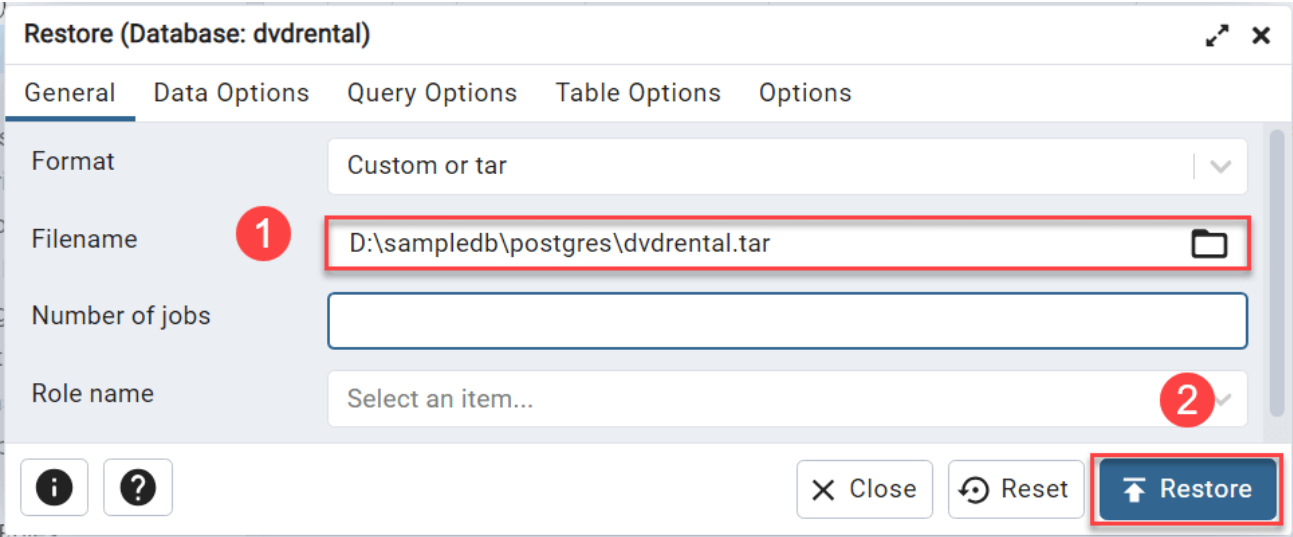 Restore (Database: dvdrental)
General Data Options Query Options Table Options Options
Format Custom or tar
Filename 1 D:\sampledb\postgres\dvdrental.tar
Number of jobs
Role name Select an item... 2
Close Reset Restore